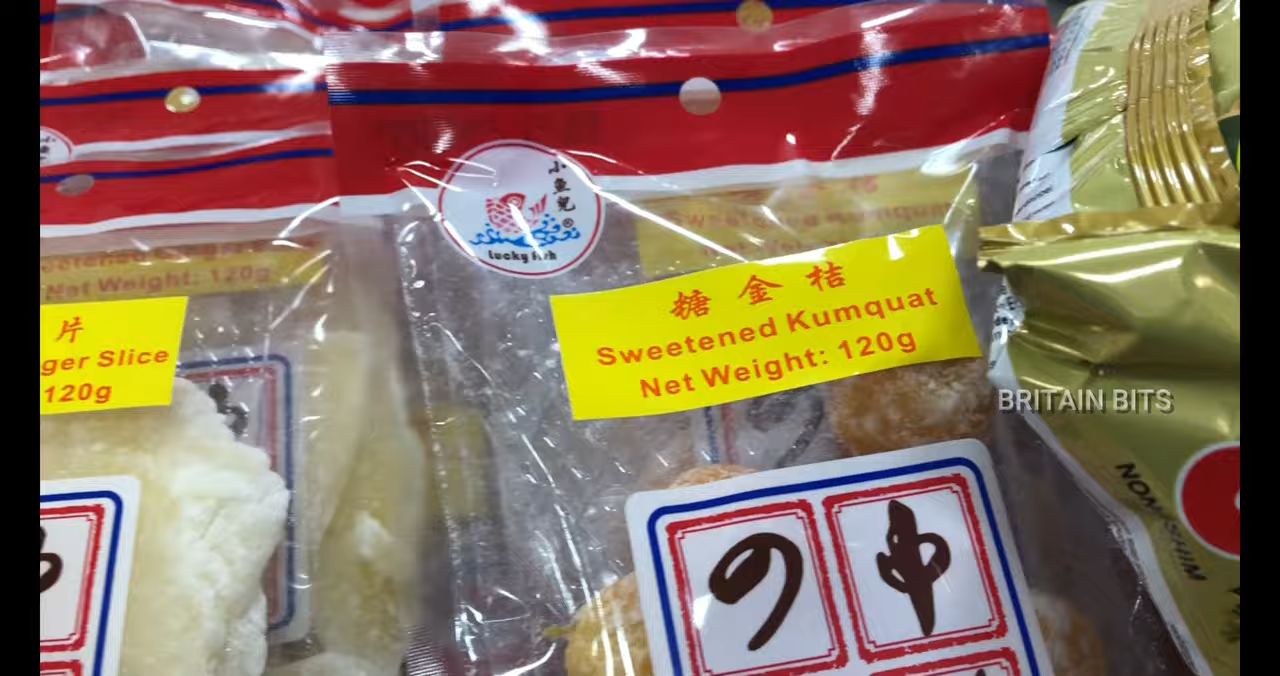 小鱼儿
®
lucky fish
糖金桔
Sweetened Kumquat
Net Weight: 120g
Net Weight: 120g
片
ger Slice
120g
の
中
BRITAIN BITS
NONGSHIM